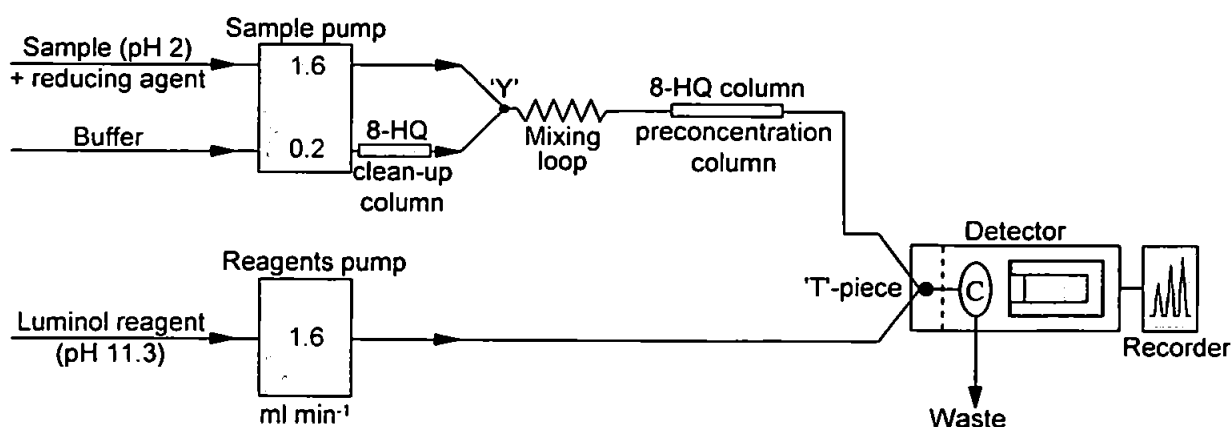 Sample pump
Sample (pH 2)
+ reducing agent
1.6
'Y'
8-HQ column
preconcentration
column
Mixing
loop
Buffer
0.2
8-HQ
clean-up
column
Detector
Reagents pump
'T'-piece
C
Luminol reagent
(pH 11.3)
1.6
Recorder
ml min-1
Waste